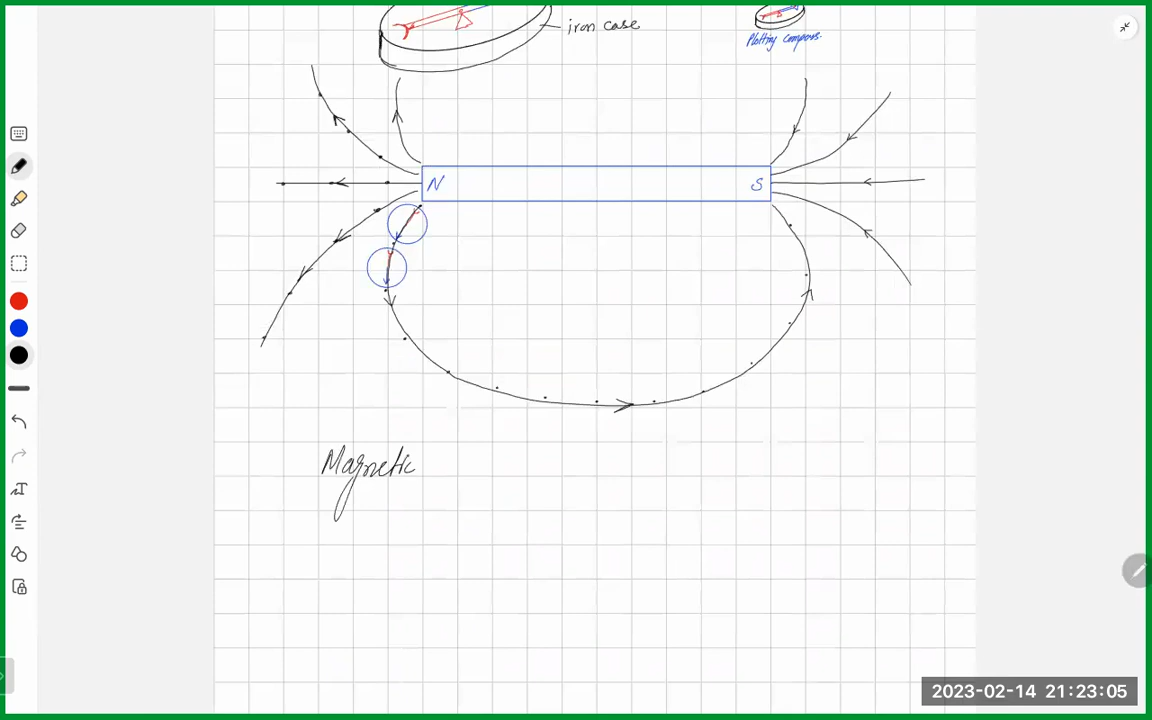 iron case
Plotting compass.
N
S
Magnetic
2023-02-14 21:23:05